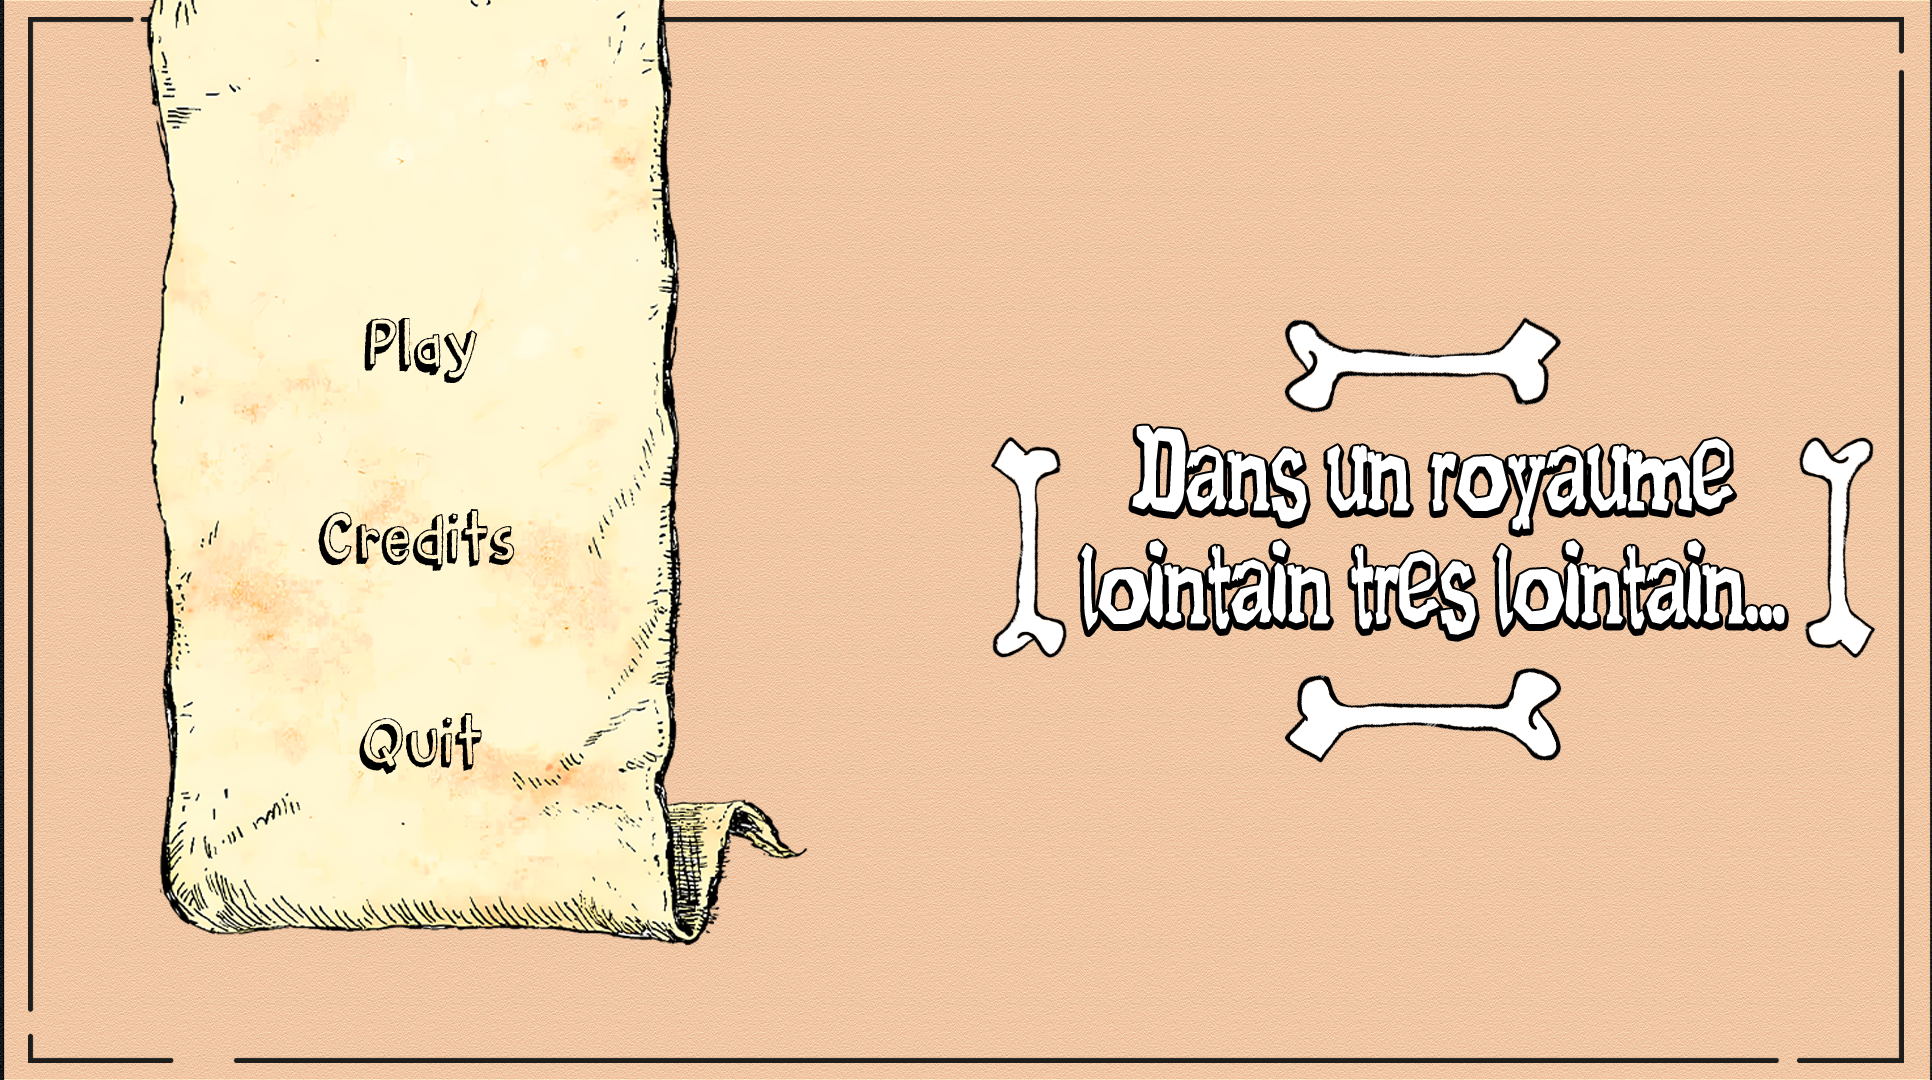 Play
Credits
Quit
Dans un royaume
lointain tres lointain...